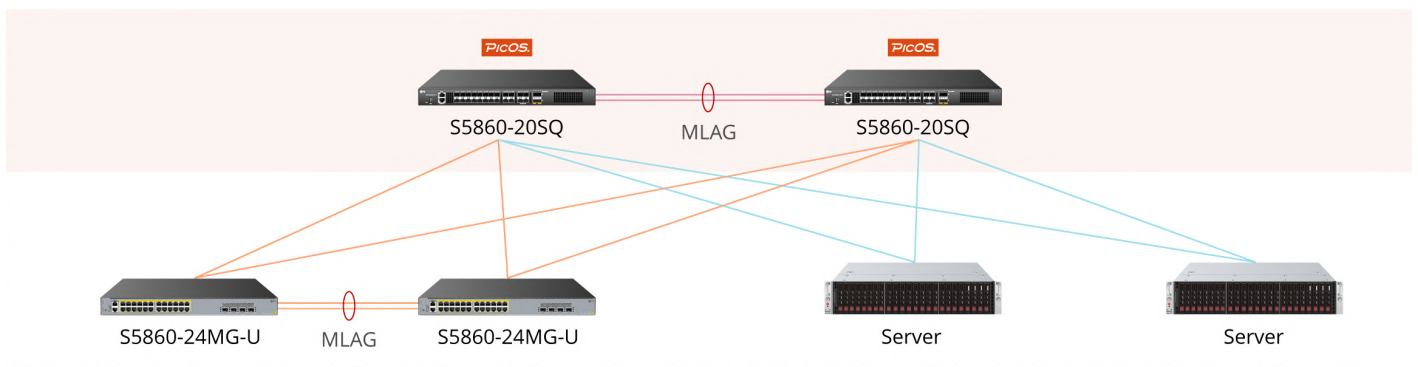 PICOS.
PICOS.
S5860-20SQ
MLAG
S5860-20SQ
S5860-24MG-U
MLAG
S5860-24MG-U
Server
Server